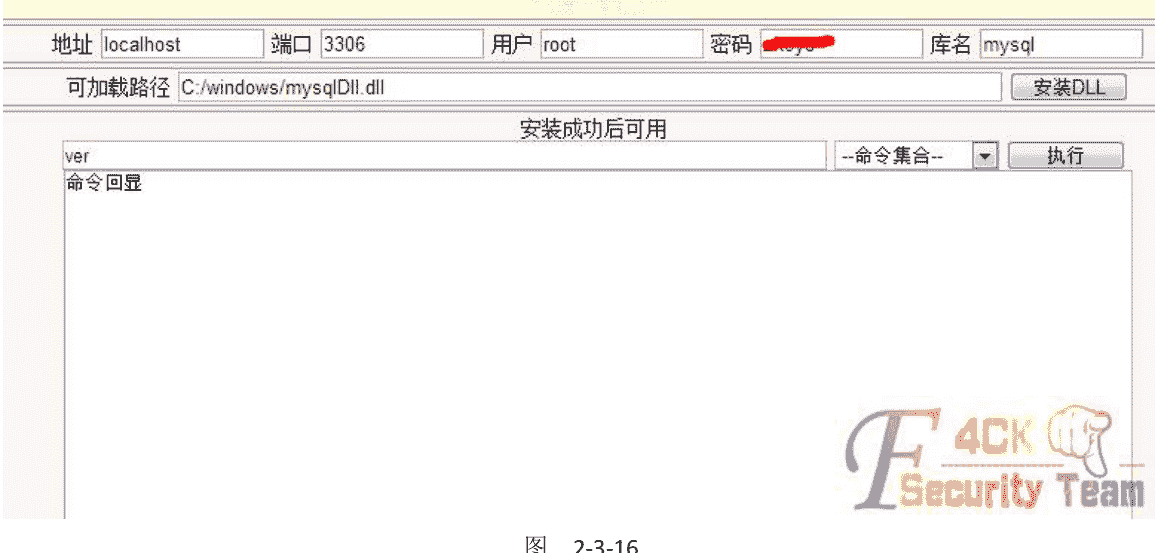 地址 localhost 端口 3306 用户 root 密码 库名 mysql
可加载路径 C:/windows/mysqlDll.dll 安装DLL
安装成功后可用
ver --命令集合-- 执行
命令回显
F4CK
Security Team
图 2-3-16